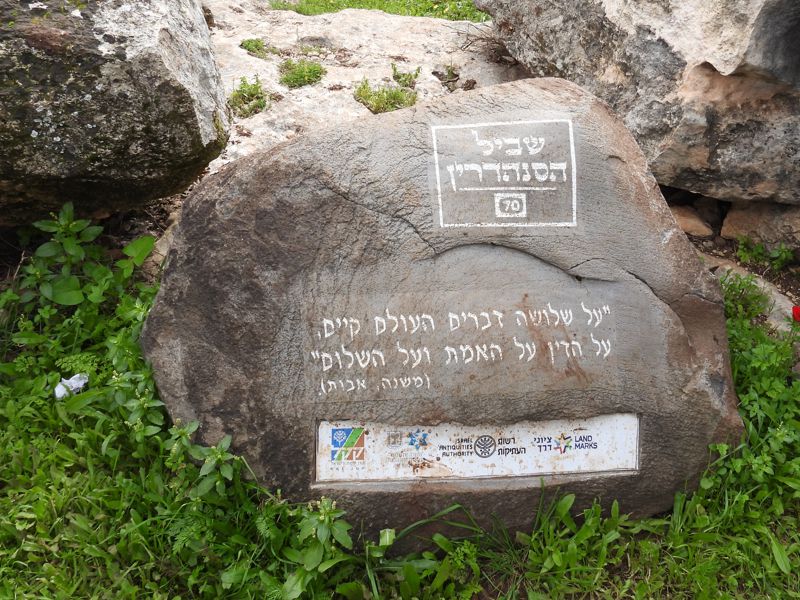 שביל
הסנהדרין
70
"על שלושה דברים העולם קיים,
על הדין על האמת ועל השלום"
(משנה, אבות).
ISRAEL
ANTIQUITIES
AUTHORITY
רשות
העתיקות
ציוני
דרך
LAND
MARKS